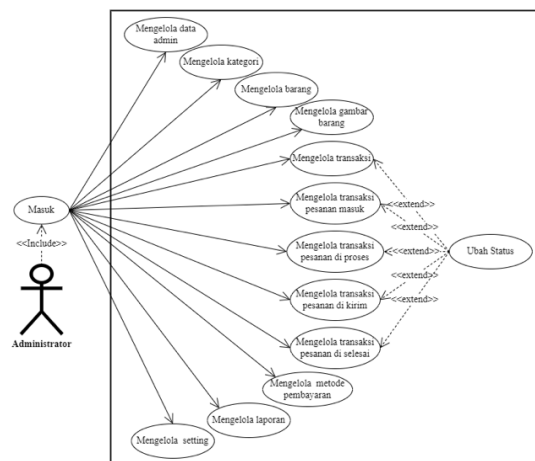 Mengelola data
admin
Mengelola kategori
Mengelola barang
Mengelola gambar
barang
Mengelola transaksi
Masuk
Mengelola transaksi
pesanan masuk
<<extend>>
<<extend>>
<<Include>>
Mengelola transaksi
pesanan di proses
<<extend>>
Ubah Status
<<extend>>
Mengelola transaksi
pesanan di kirim
<<extend>>
Administrator
Mengelola transaksi
pesanan di selesai
Mengelola metode
pembayaran
Mengelola laporan
Mengelola setting